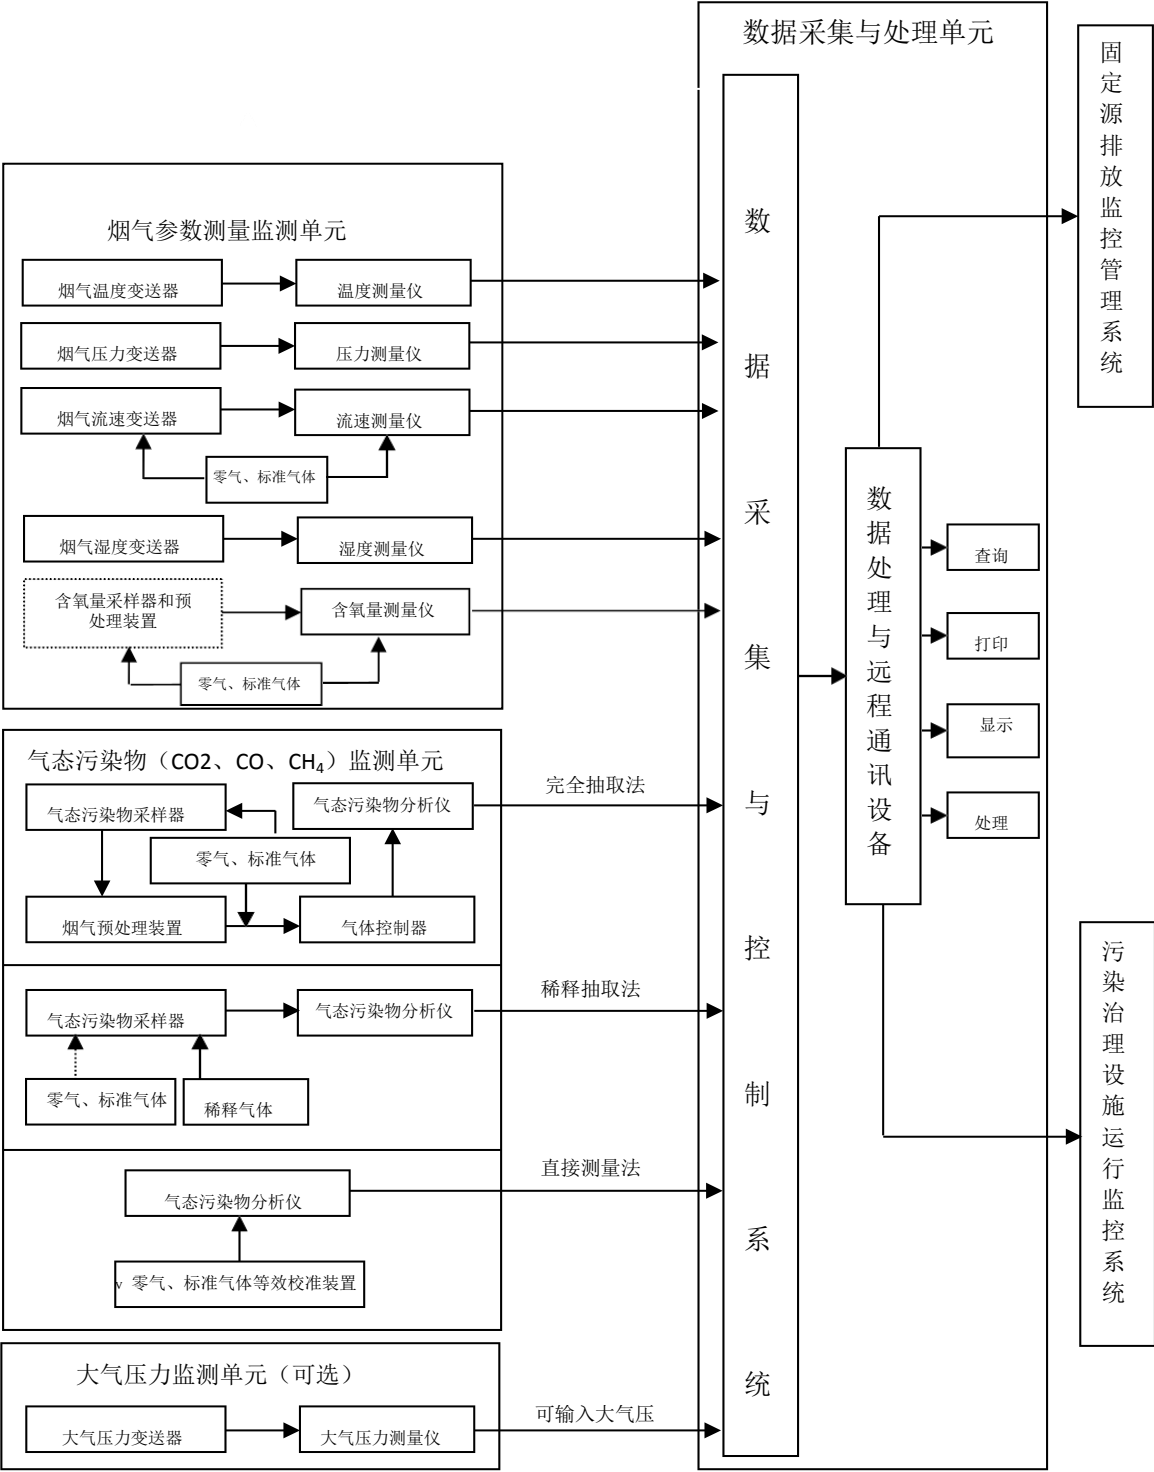 数据采集与处理单元
固定源排放监控管理系统
数据采集与控制系统
烟气参数测量监测单元
烟气温度变送器
温度测量仪
烟气压力变送器
压力测量仪
烟气流速变送器
流速测量仪
零气、标准气体
烟气湿度变送器
湿度测量仪
含氧量采样器和预
处理装置
含氧量测量仪
零气、标准气体
数据处理与远程通讯设备
查询
打印
显示
处理
气态污染物（CO2、CO、CH₄）监测单元
气态污染物采样器
气态污染物分析仪
零气、标准气体
烟气预处理装置
气体控制器
完全抽取法
气态污染物采样器
气态污染物分析仪
零气、标准气体
稀释气体
稀释抽取法
气态污染物分析仪
v 零气、标准气体等效校准装置
直接测量法
污染治理设施运行监控系统
大气压力监测单元（可选）
大气压力变送器
大气压力测量仪
可输入大气压